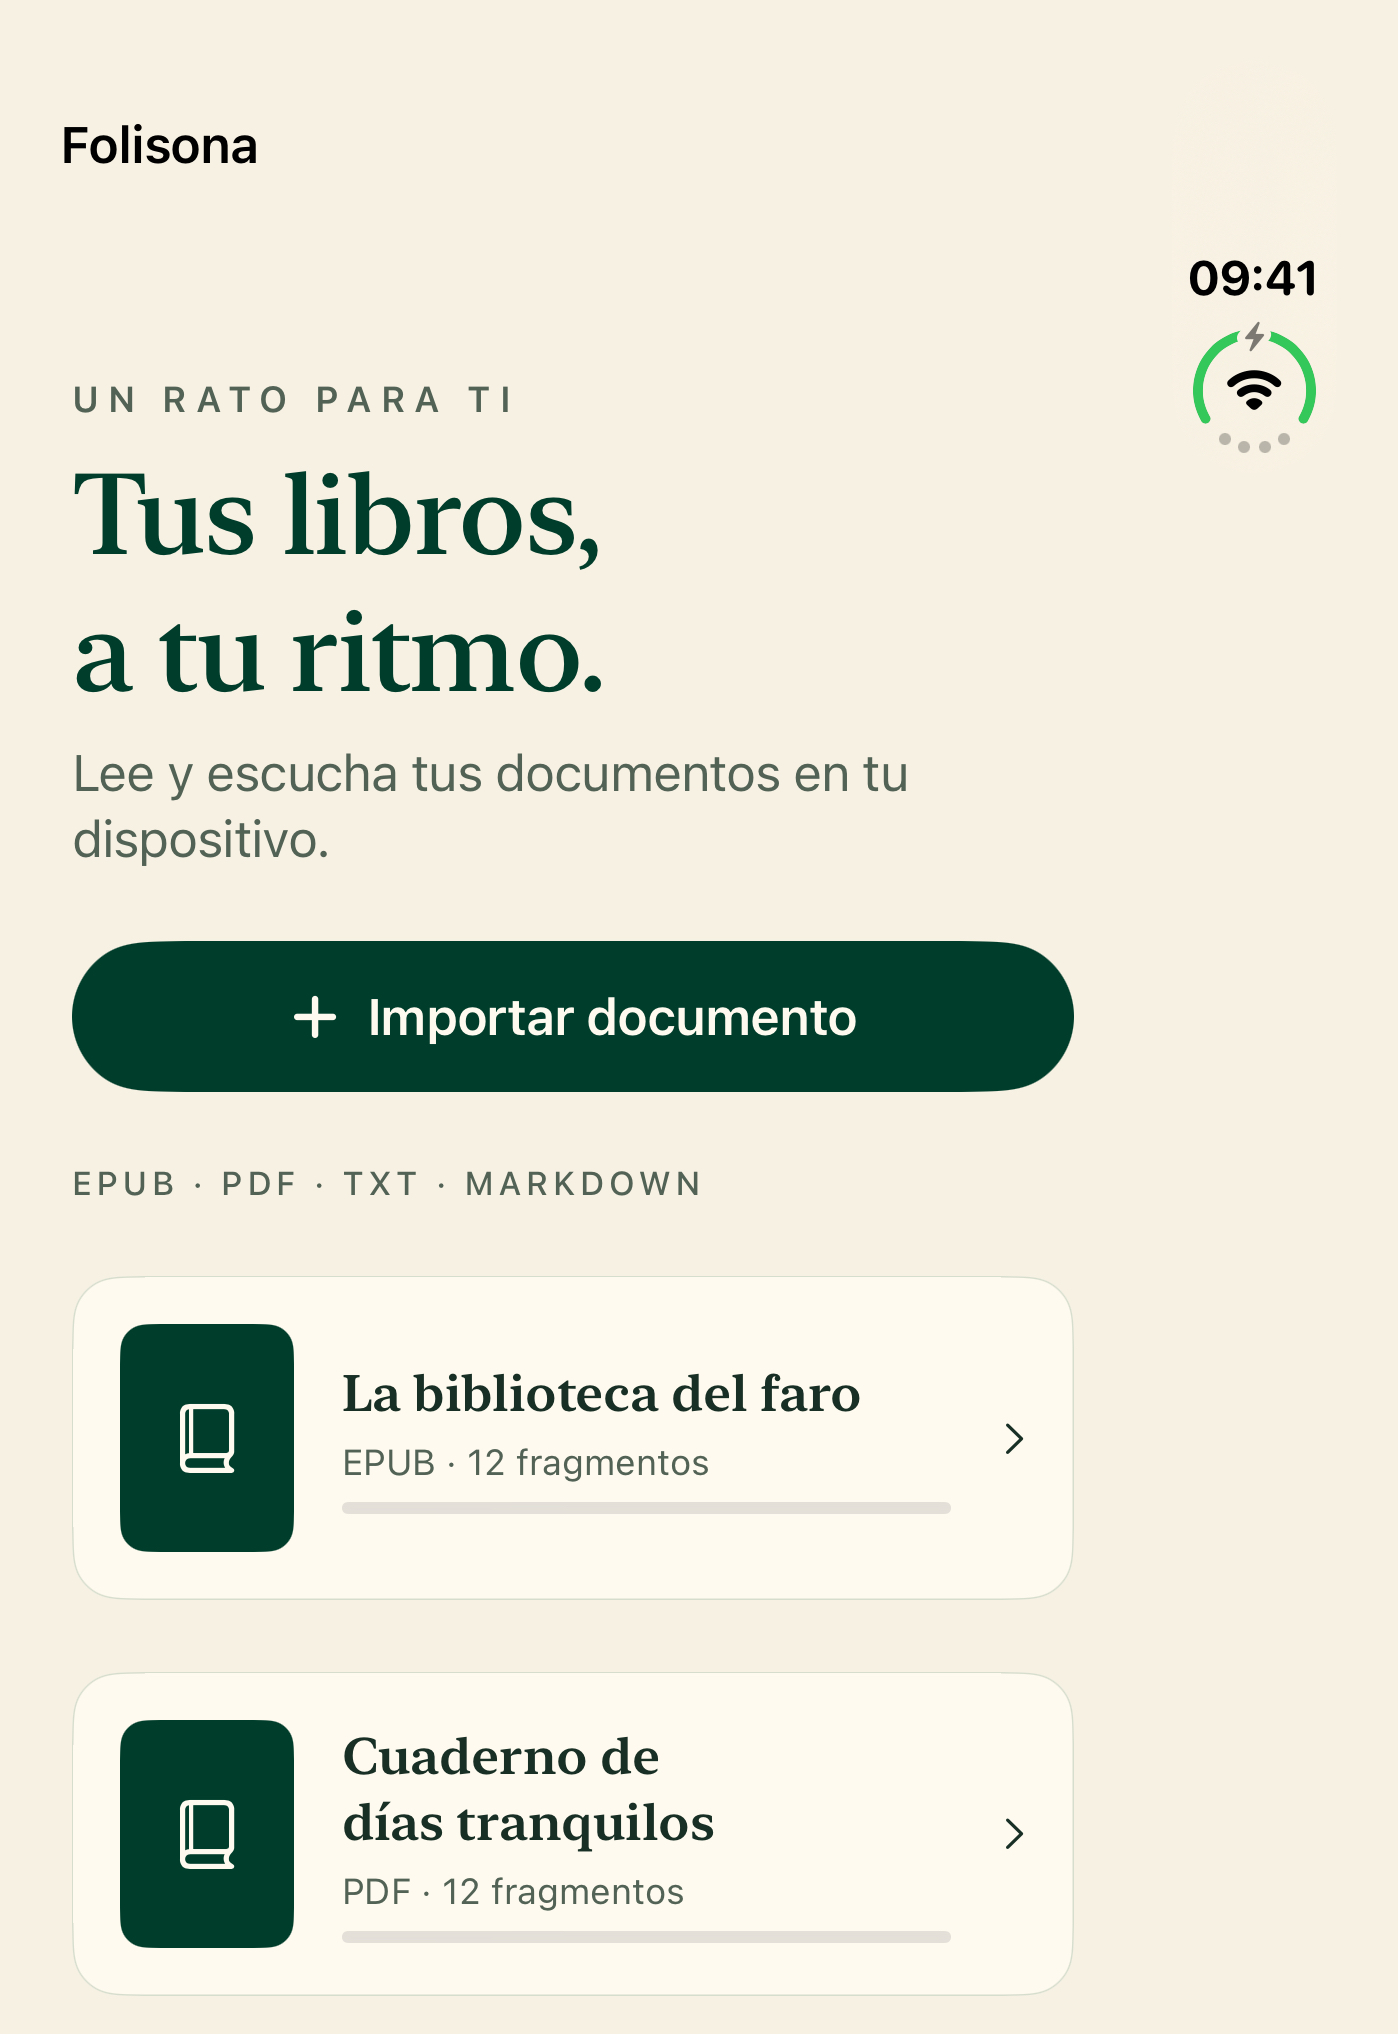 Folisona
09:41
UN RATO PARA TI
Tus libros,
a tu ritmo.
Lee y escucha tus documentos en tu
dispositivo.
Importar documento
EPUB · PDF · TXT · MARKDOWN
La biblioteca del faro
EPUB · 12 fragmentos
Cuaderno de
días tranquilos
PDF · 12 fragmentos